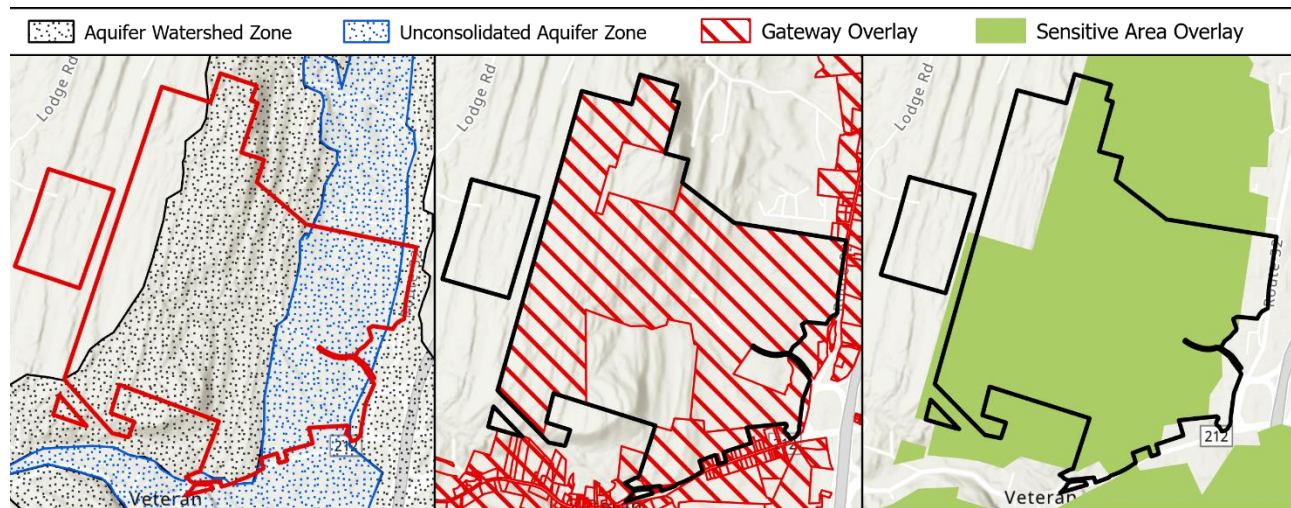 Aquifer Watershed Zone
Unconsolidated Aquifer Zone
Gateway Overlay
Sensitive Area Overlay
Lodge Rd
Lodge Rd
Lodge Rd
Route 32
212
212
Veteran
Veteran